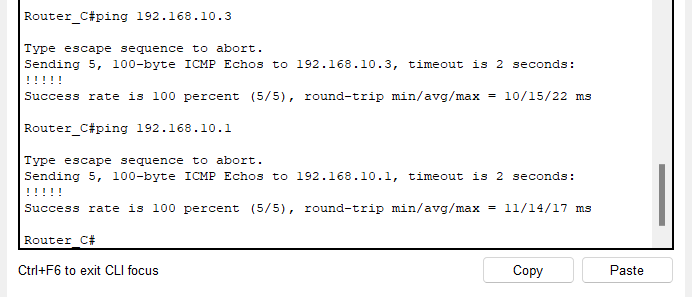 Router_C#ping 192.168.10.3
Type escape sequence to abort.
Sending 5, 100-byte ICMP Echos to 192.168.10.3, timeout is 2 seconds:
!!!!!
Success rate is 100 percent (5/5), round-trip min/avg/max = 10/15/22 ms
Router_C#ping 192.168.10.1
Type escape sequence to abort.
Sending 5, 100-byte ICMP Echos to 192.168.10.1, timeout is 2 seconds:
!!!!!
Success rate is 100 percent (5/5), round-trip min/avg/max = 11/14/17 ms
Router_C#
Ctrl+F6 to exit CLI focus
Copy
Paste